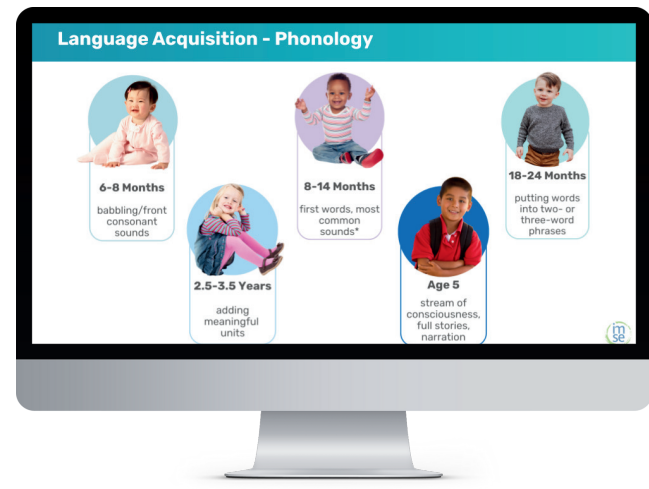 Language Acquisition - Phonology
6-8 Months
babbling/front
consonant
sounds
2.5-3.5 Years
adding
meaningful
units
8-14 Months
first words, most
common
sounds*
Age 5
stream of
consciousness,
full stories,
narration
18-24 Months
putting words
into two- or
three-word
phrases
im
se